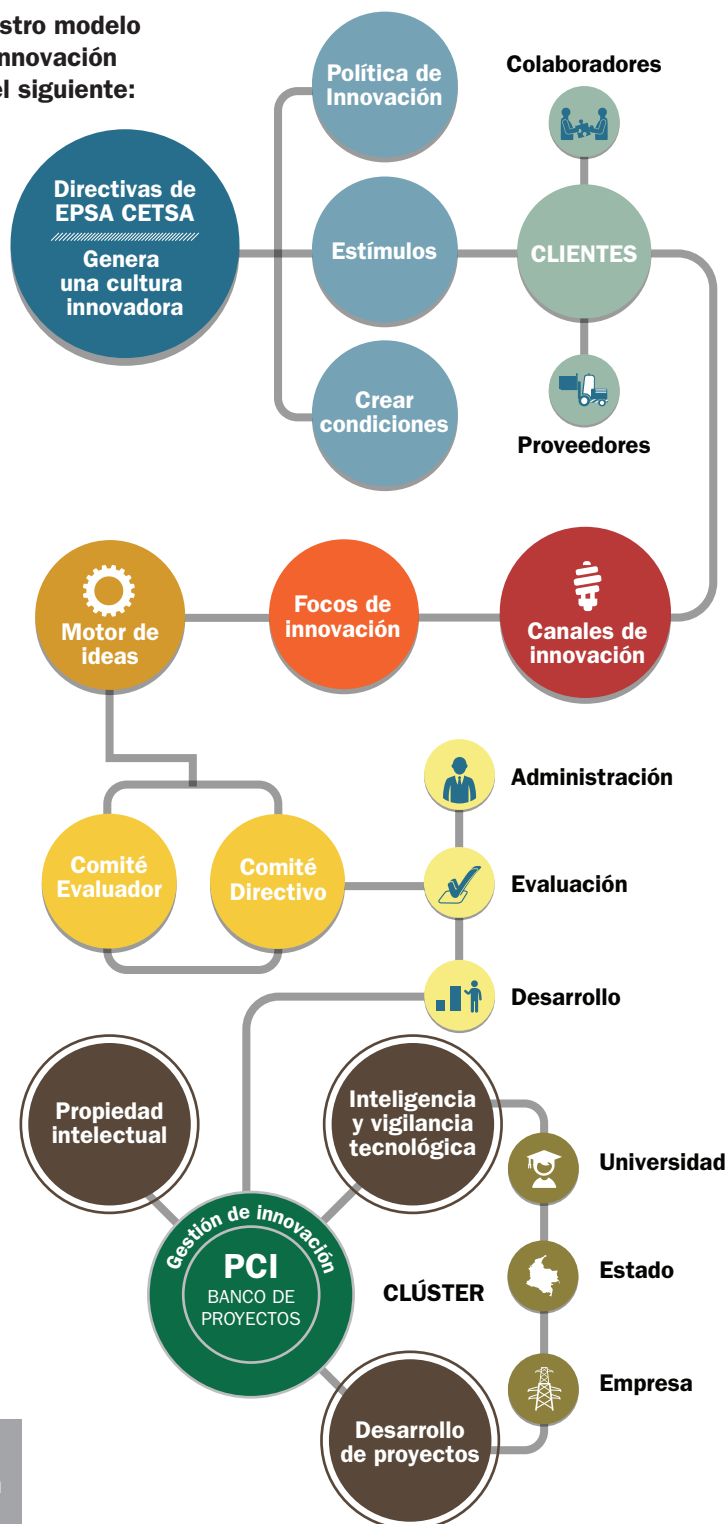 stro modelo
nnovación
el siguiente:
Política de
Innovación
Colaboradores
Directivas de
EPSA CETSA
Genera
una cultura
innovadora
Estímulos
CLIENTES
Crear
condiciones
Proveedores
Motor de
ideas
Focos de
innovación
Canales de
innovación
Administración
Comité
Evaluador
Comité
Directivo
Evaluación
Desarrollo
Propiedad
intelectual
Inteligencia
y vigilancia
tecnológica
Universidad
Gestión de innovación
PCI
BANCO DE
PROYECTOS
CLÚSTER
Estado
Empresa
Desarrollo
de proyectos